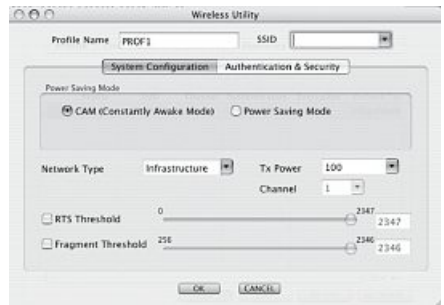 Wireless Utility
Profile Name PROF1 SSID
System Configuration Authentication & Security
Power Saving Mode
CAM (Constantly Awake Mode) Power Saving Mode
Network Type Infrastructure Tx Power 100
Channel 1
0 2347
RTS Threshold 2347
256 2346
Fragment Threshold 2346
OK CANCEL